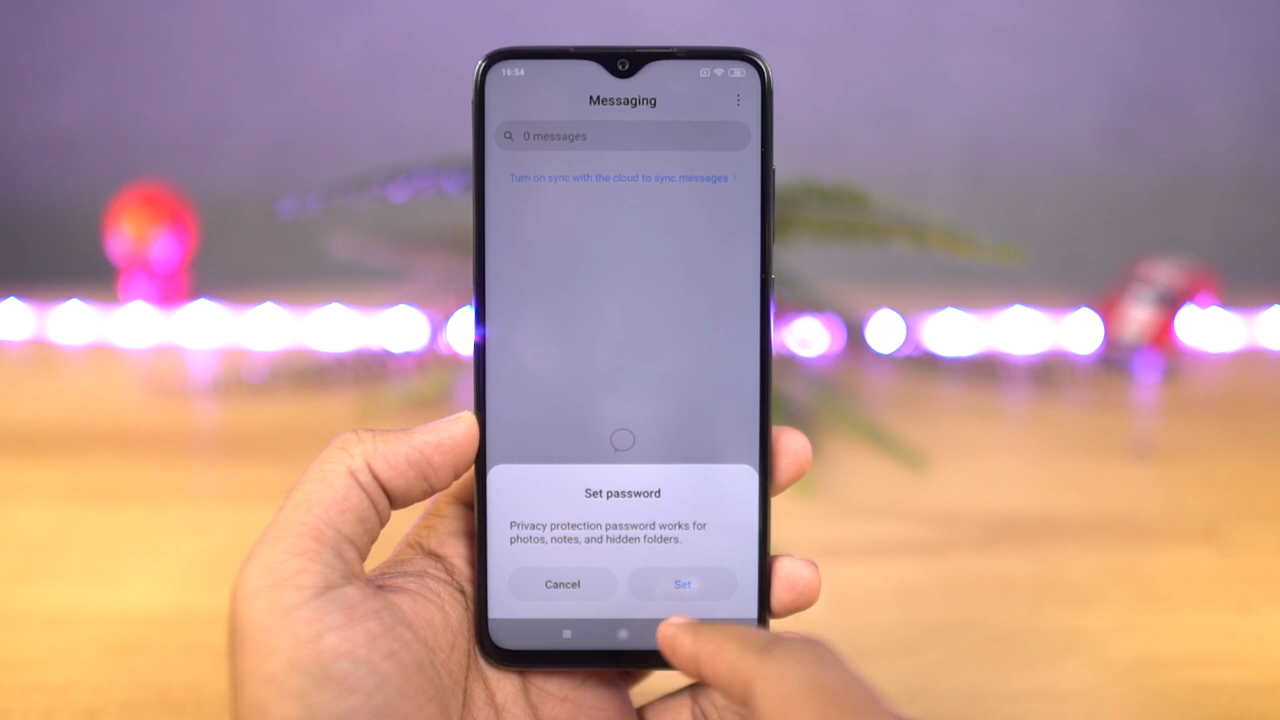 16:54
Messaging
0 messages
Turn on sync with the cloud to sync messages
Set password
Privacy protection password works for
photos, notes, and hidden folders.
Cancel
Set